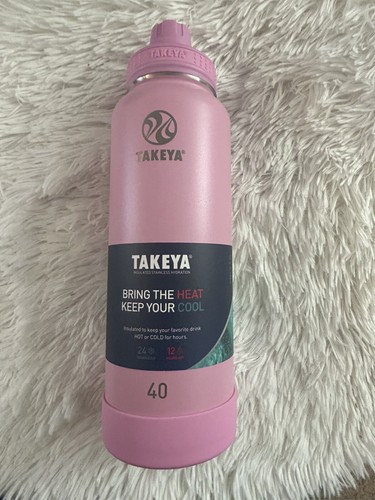 TAKEYA
TAKEYA®
TAKEYA®
INSULATED STAINLESS HYDRATION
BRING THE HEAT
KEEP YOUR COOL
Insulated to keep your favorite drink
HOT or COLD for hours.
24 12
40